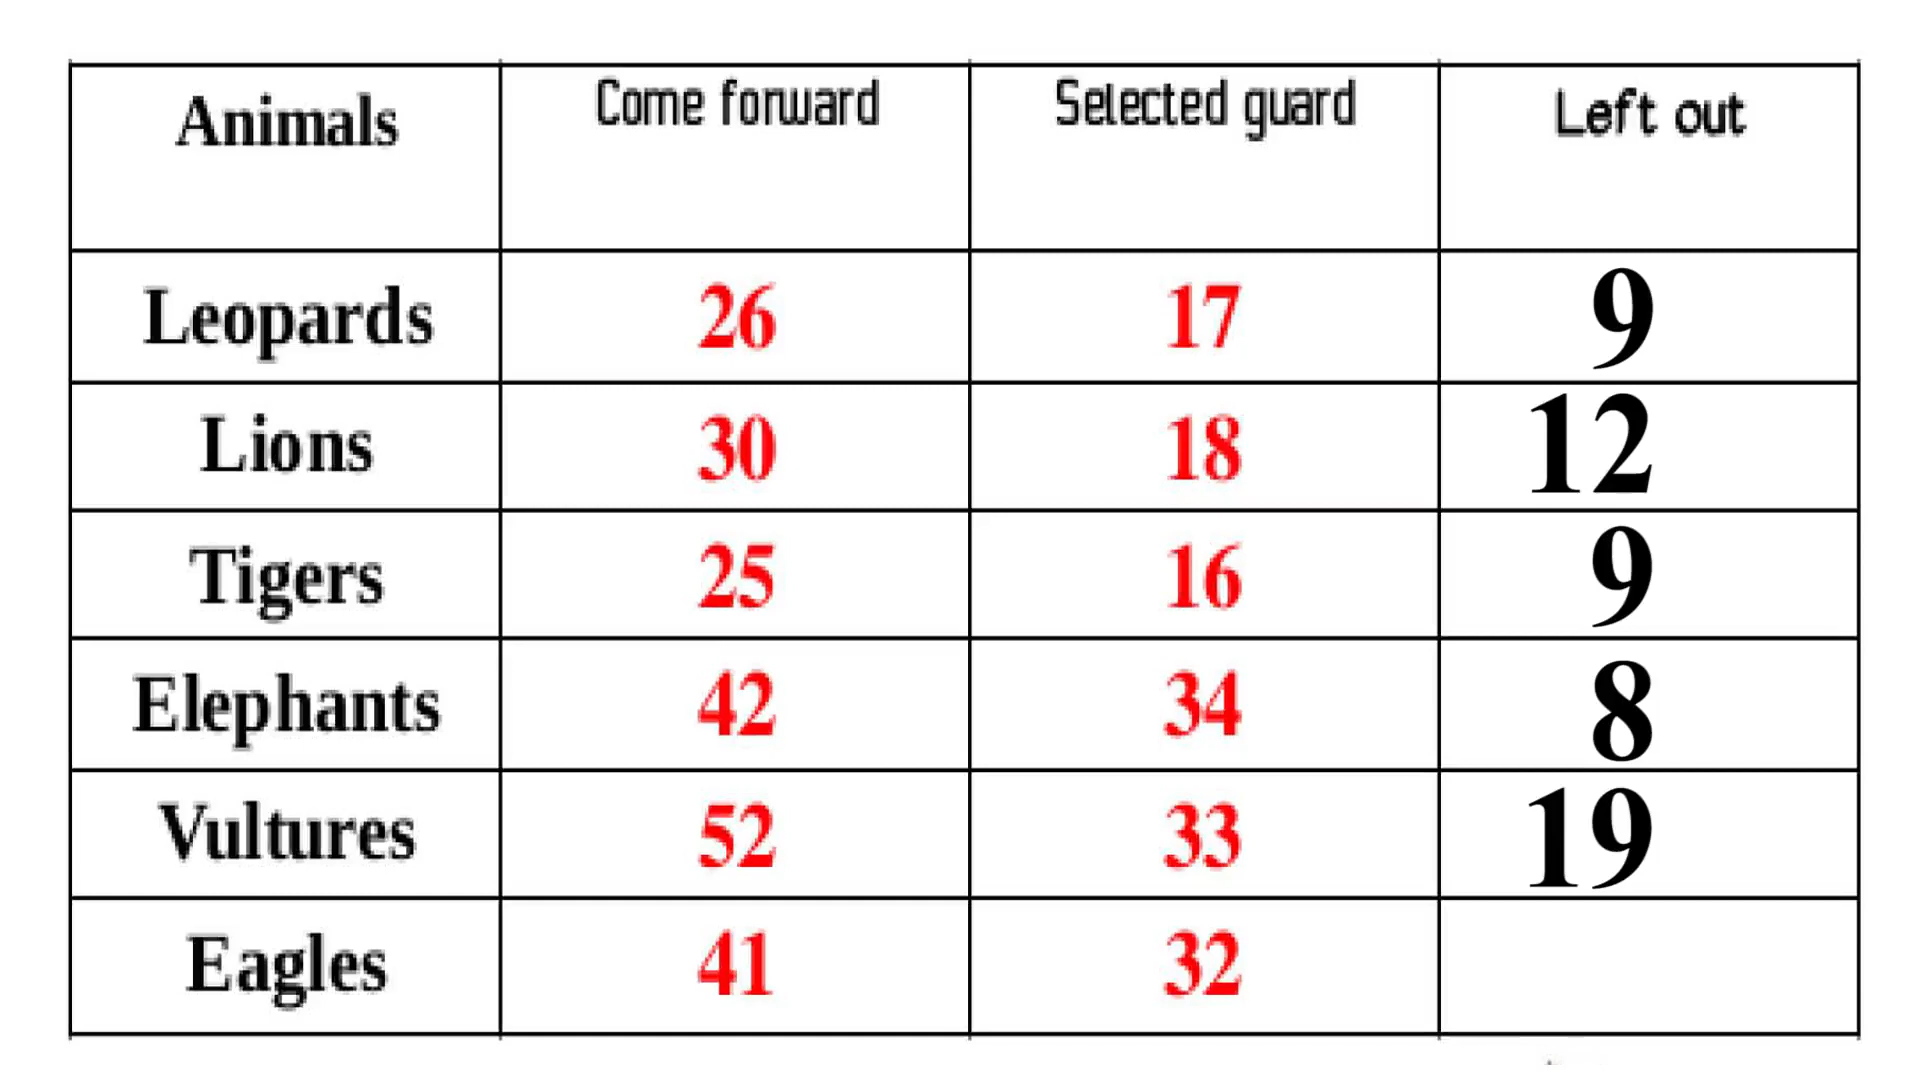 Animals Come forward Selected guard Left out
Leopards 26 17 9
Lions 30 18 12
Tigers 25 16 9
Elephants 42 34 8
Vultures 52 33 19
Eagles 41 32